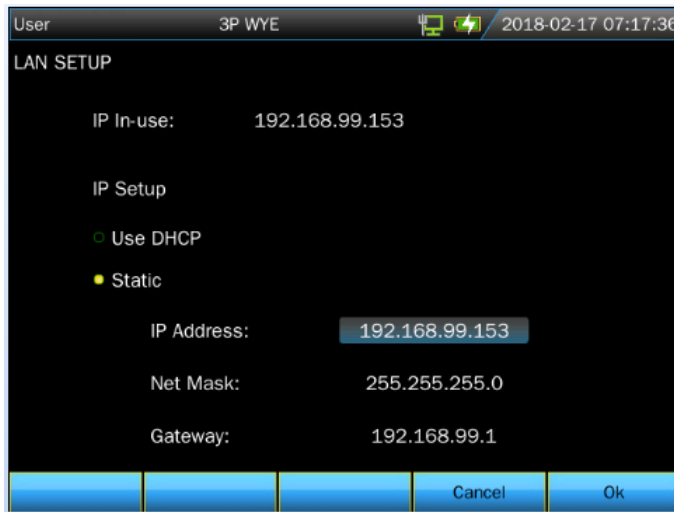 User 3P WYE 2018-02-17 07:17:36
LAN SETUP
IP In-use: 192.168.99.153
IP Setup
Use DHCP
Static
IP Address: 192.168.99.153
Net Mask: 255.255.255.0
Gateway: 192.168.99.1
Cancel Ok